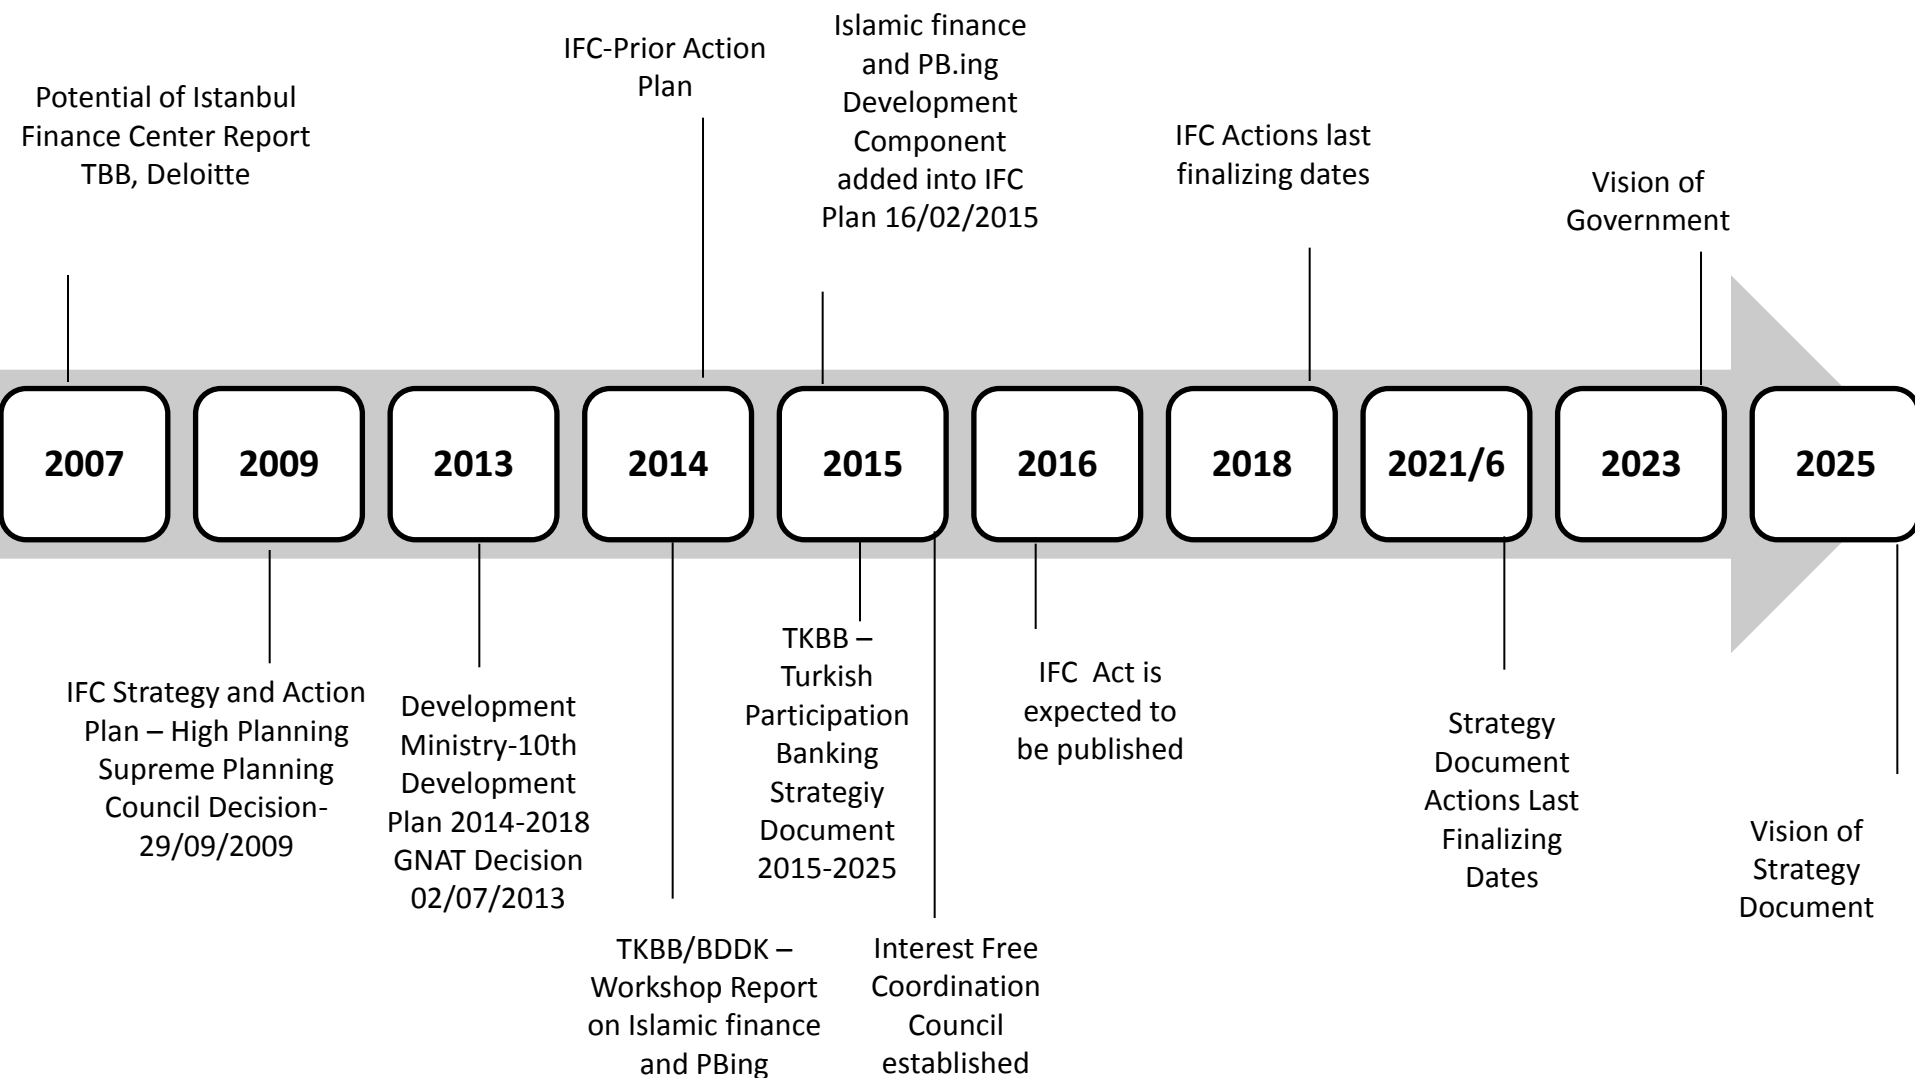 Potential of Istanbul
Finance Center Report
TBB, Deloitte
IFC-Prior Action
Plan
Islamic finance
and PB.ing
Development
Component
added into IFC
Plan 16/02/2015
IFC Actions last
finalizing dates
Vision of
Government
2007
2009
2013
2014
2015
2016
2018
2021/6
2023
2025
IFC Strategy and Action
Plan – High Planning
Supreme Planning
Council Decision-
29/09/2009
Development
Ministry-10th
Development
Plan 2014-2018
GNAT Decision
02/07/2013
TKBB/BDDK –
Workshop Report
on Islamic finance
and PBing
TKBB –
Turkish
Participation
Banking
Strategiy
Document
2015-2025
Interest Free
Coordination
Council
established
IFC  Act is
expected to
be published
Strategy
Document
Actions Last
Finalizing
Dates
Vision of
Strategy
Document